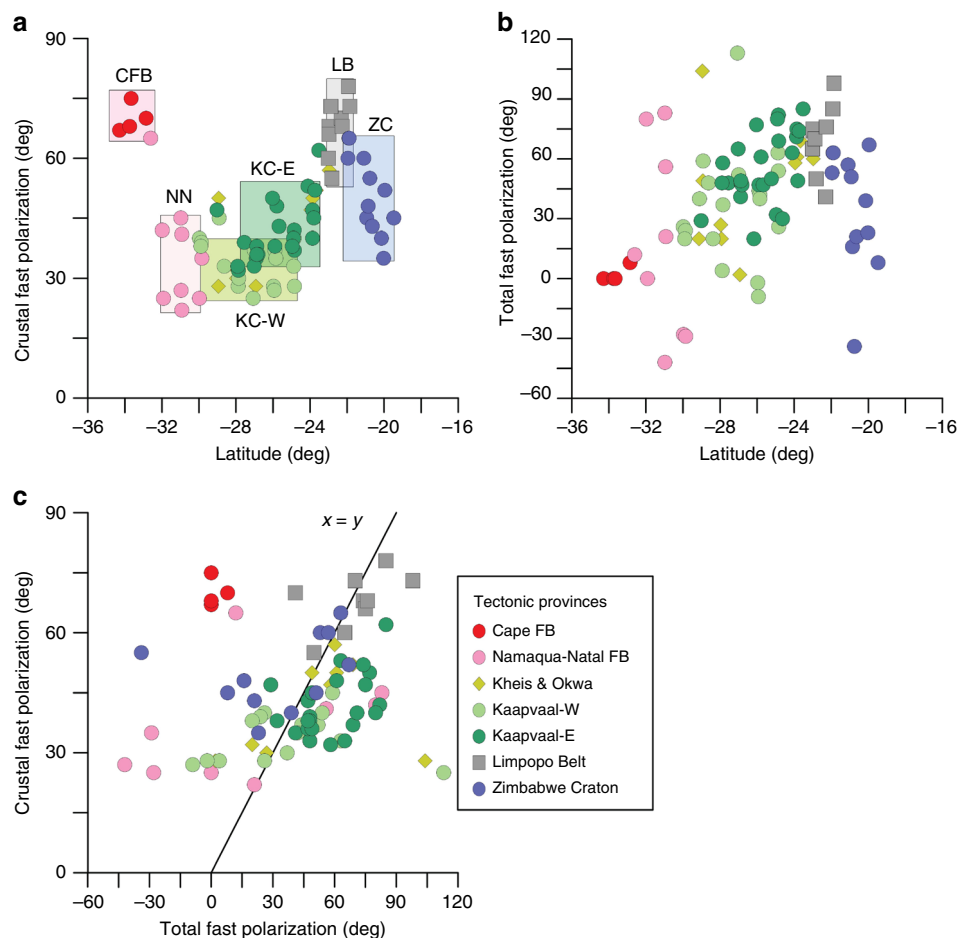 a
90
60
30
0
Crustal fast polarization (deg)
CFB
NN
KC-E
KC-W
LB
ZC
−36
−32
−28
−24
−20
−16
Latitude (deg)
b
120
90
60
30
0
−30
−60
Total fast polarization (deg)
−36
−32
−28
−24
−20
−16
Latitude (deg)
c
90
60
30
0
Crustal fast polarization (deg)
x = y
−60
−30
0
30
60
90
120
Total fast polarization (deg)
Tectonic provinces
Cape FB
Namaqua-Natal FB
Kheis & Okwa
Kaapvaal-W
Kaapvaal-E
Limpopo Belt
Zimbabwe Craton